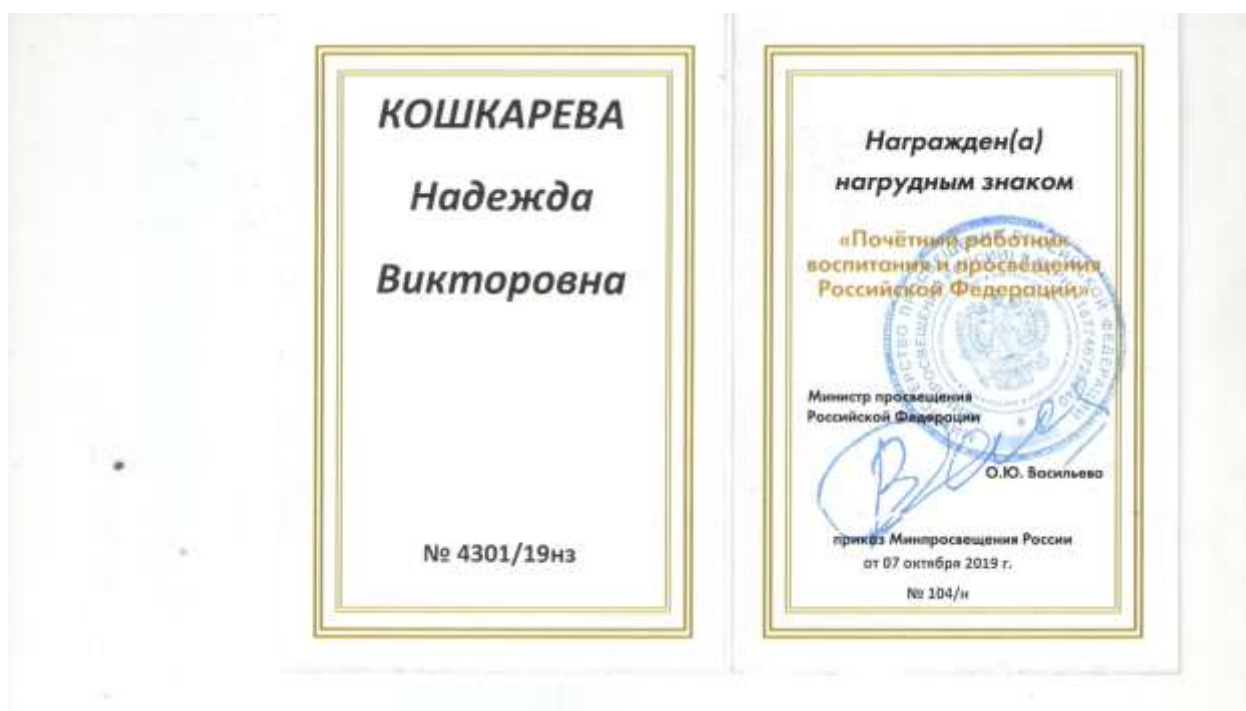 КОШКАРЕВА
Надежда
Викторовна
№ 4301/19нз
Награжден(а)
нагрудным знаком
«Почётный работник
воспитания и просвещения
Российской Федерации»
Министр просвещения
Российской Федерации
О.Ю. Васильева
приказ Минпросвещения России
от 07 октября 2019 г.
№ 104/н